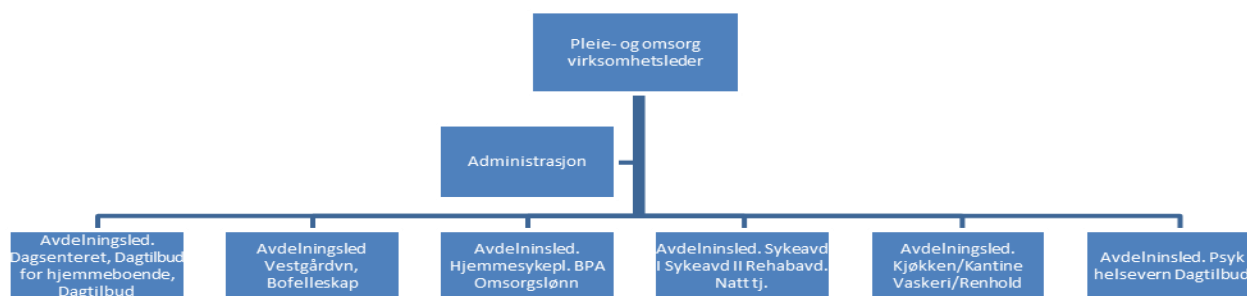 Pleie- og omsorg
virksomhetsleder
Administrasjon
Avdelningsled.
Dagsenteret, Dagtilbud
for hjemmeboende,
Dagtilbud
Avdelningsled
Vestgårdvn,
Bofelleskap
Avdelninsled.
Hjemmesykepl. BPA
Omsorgslønn
Avdelninsled. Sykeavd
I Sykeavd II Rehabavd.
Natt tj.
Avdelningsled.
Kjøkken/Kantine
Vaskeri/Renhold
Avdelninsled. Psyk
helsevern Dagtilbud